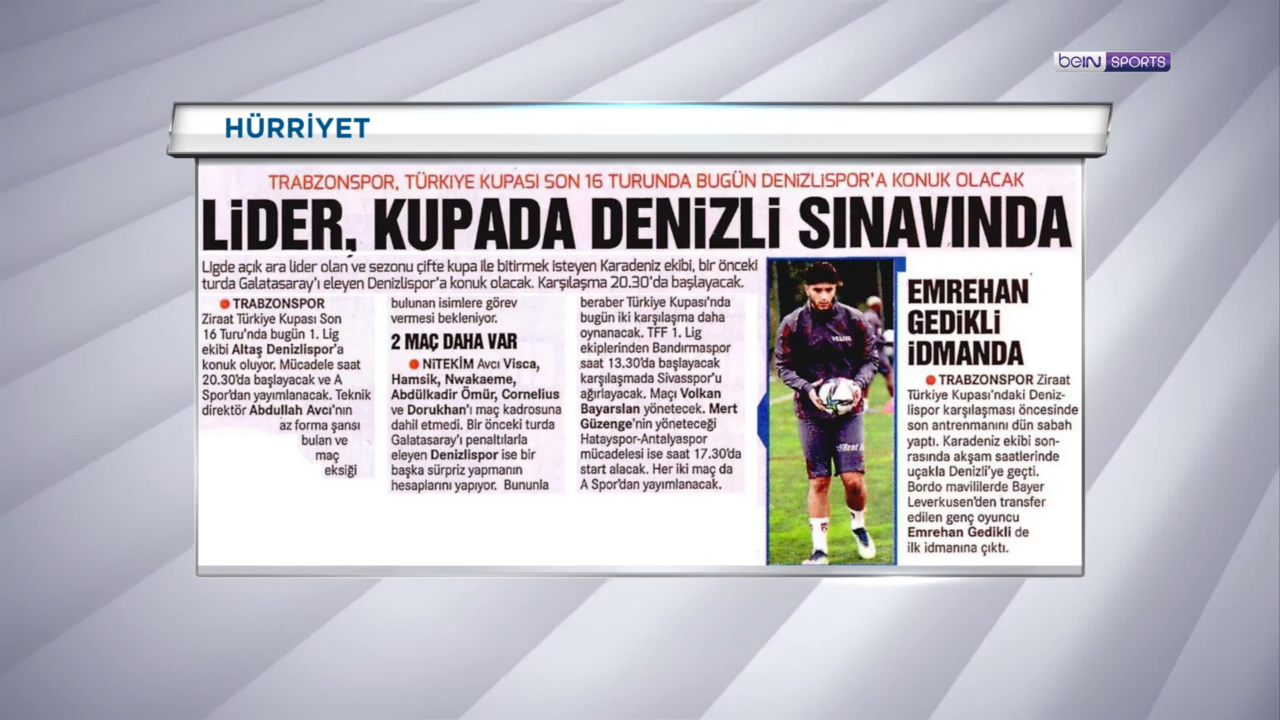 beIN SPORTS
HÜRRİYET
TRABZONSPOR, TÜRKİYE KUPASI SON 16 TURUNDA BUGÜN DENİZLİSPOR'A KONUK OLACAK
LİDER, KUPADA DENİZLİ SINAVINDA
Ligde açık ara lider olan ve sezonu çifte kupa ile bitirmek isteyen Karadeniz ekibi, bir önceki
turda Galatasaray'ı eleyen Denizlispor'a konuk olacak. Karşılaşma 20.30'da başlayacak.
TRABZONSPOR
Ziraat Türkiye Kupası Son
16 Turu'nda bugün 1. Lig
ekibi Altaş Denizlispor'a
konuk oluyor. Mücadele saat
20.30'da başlayacak ve A
Spor'dan yayımlanacak. Teknik
direktör Abdullah Avcı'nın
az forma şansı
bulan ve
maç
eksiği
bulunan isimlere görev
vermesi bekleniyor.
2 MAÇ DAHA VAR
NİTEKİM Avcı Visca,
Hamsik, Nwakaeme,
Abdülkadir Ömür, Cornelius
ve Dorukhan'ı maç kadrosuna
dahil etmedi. Bir önceki turda
Galatasaray'ı penaltılarla
eleyen Denizlispor ise bir
başka sürpriz yapmanın
hesaplarını yapıyor. Bununla
beraber Türkiye Kupası'nda
bugün iki karşılaşma daha
oynanacak. TFF 1. Lig
ekiplerinden Bandırmaspor
saat 13.30'da başlayacak
karşılaşmada Sivasspor'u
ağırlayacak. Maçı Volkan
Bayarslan yönetecek. Mert
Güzenge'nin yöneteceği
Hatayspor-Antalyaspor
mücadelesi ise saat 17.30'da
start alacak. Her iki maç da
A Spor'dan yayımlanacak.
EMREHAN
GEDİKLİ
İDMANDA
TRABZONSPOR Ziraat
Türkiye Kupası'ndaki Deniz-
lispor karşılaşması öncesinde
son antrenmanını dün sabah
yaptı. Karadeniz ekibi son-
rasında akşam saatlerinde
uçakla Denizli'ye geçti.
Bordo mavililerde Bayer
Leverkusen'den transfer
edilen genç oyuncu
Emrehan Gedikli de
ilk idmanına çıktı.